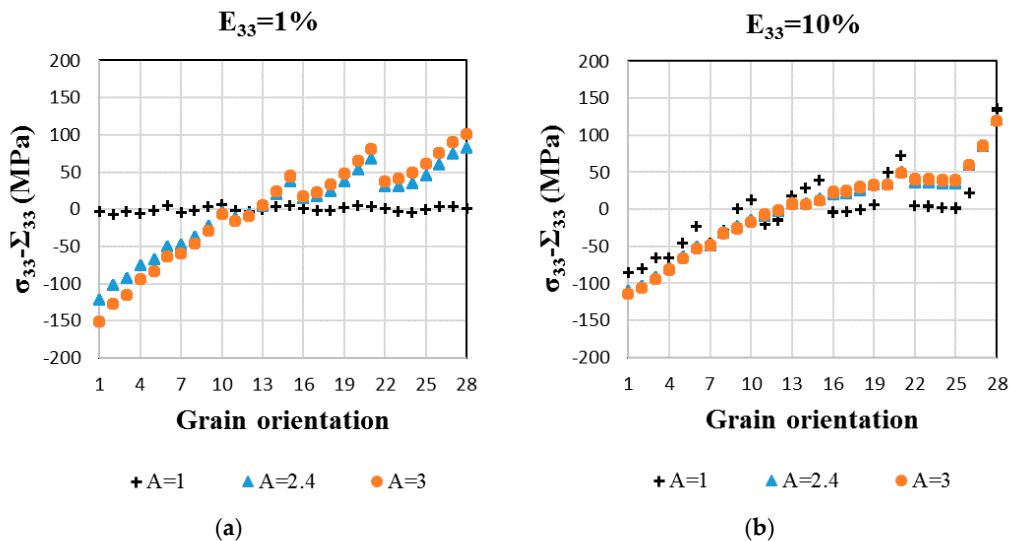 E33=1%
200
150
100
50
0
-50
-100
-150
-200
σ33-Σ33 (MPa)
1 4 7 10 13 16 19 22 25 28
Grain orientation
A=1 A=2.4 A=3
(a)
E33=10%
200
150
100
50
0
-50
-100
-150
-200
σ33-Σ33 (MPa)
1 4 7 10 13 16 19 22 25 28
Grain orientation
A=1 A=2.4 A=3
(b)